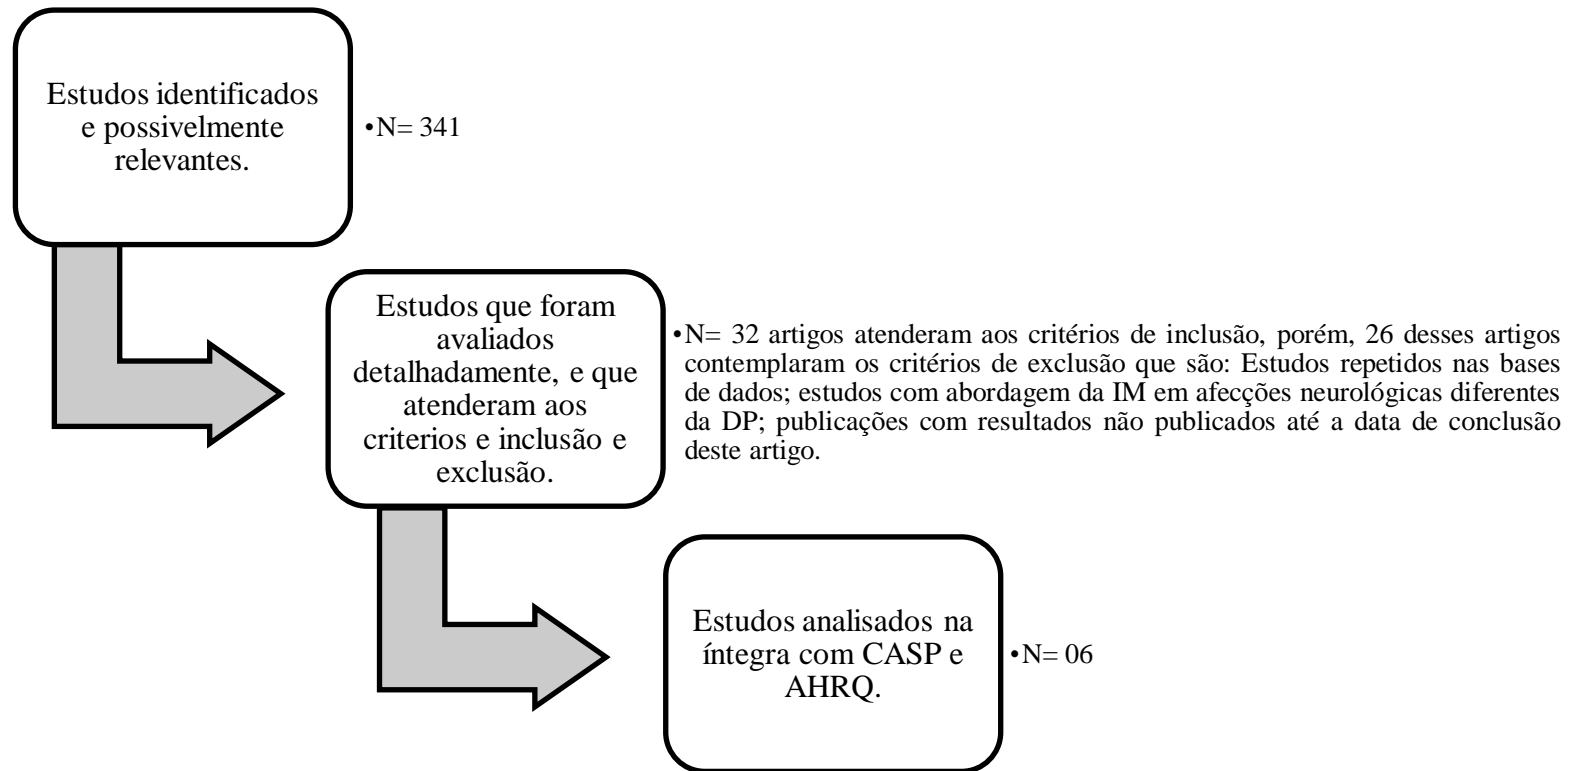 Estudos identificados
e possivelmente
relevantes.
•N= 341
Estudos que foram
avaliados
detalhadamente, e que
atenderam aos
criterios e inclusão e
exclusão.
•N= 32 artigos atenderam aos critérios de inclusão, porém, 26 desses artigos
contemplaram os critérios de exclusão que são: Estudos repetidos nas bases
de dados; estudos com abordagem da IM em afecções neurológicas diferentes
da DP; publicações com resultados não publicados até a data de conclusão
deste artigo.
Estudos analisados na
íntegra com CASP e
AHRQ.
•N= 06